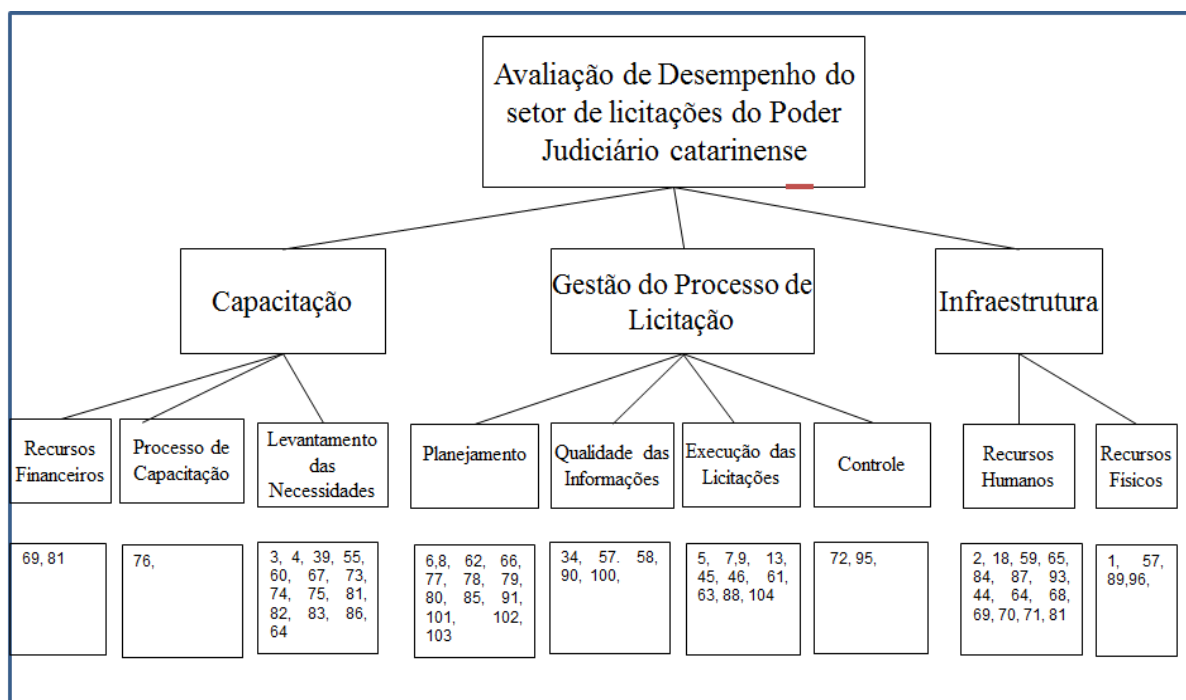 Avaliação de Desempenho do
setor de licitações do Poder
Judiciário catarinense
Capacitação
Gestão do Processo de
Licitação
Infraestrutura
Recursos
Financeiros
Processo de
Capacitação
Levantamento
das
Necessidades
Planejamento
Qualidade das
Informações
Execução das
Licitações
Controle
Recursos
Humanos
Recursos
Físicos
69, 81
76,
3, 4, 39, 55,
60, 67, 73,
74, 75, 81,
82, 83, 86,
64
6,8, 62, 66,
77, 78, 79,
80, 85, 91,
101, 102,
103
34, 57. 58,
90, 100,
5, 7,9, 13,
45, 46, 61,
63, 88, 104
72, 95,
2, 18, 59, 65,
84, 87, 93,
44, 64, 68,
69, 70, 71, 81
1, 57,
89,96,